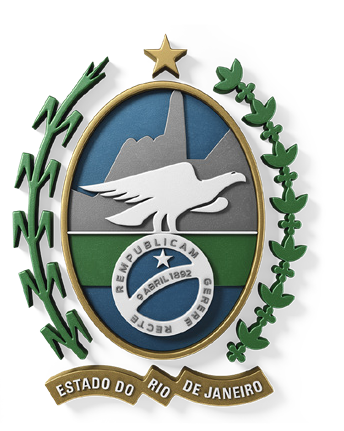 RECTE REMPUBLICAM GERERE
9 ABRIL 1892
ESTADO DO RIO DE JANEIRO